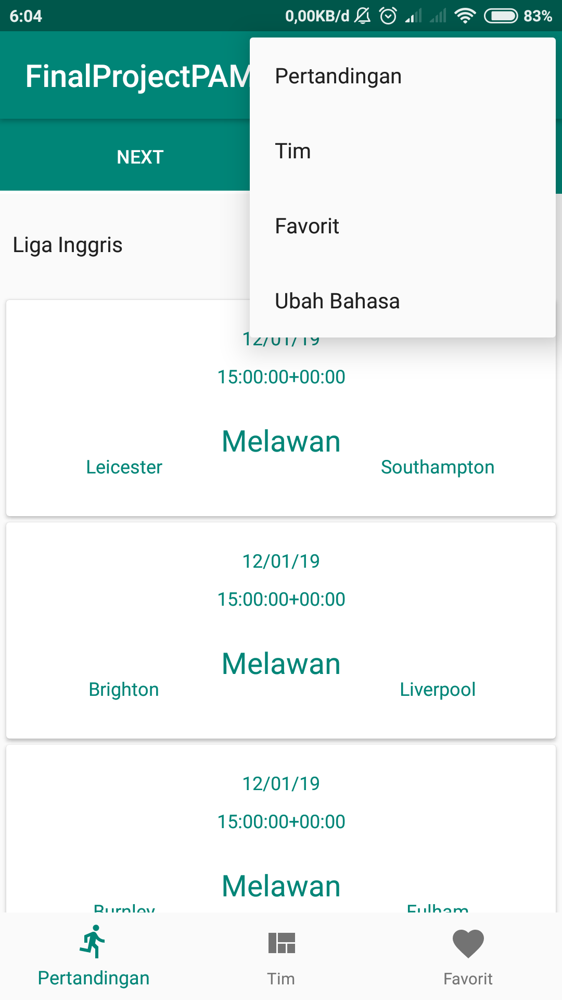 6:04 0,00KB/d 83%
FinalProjectPAM
Pertandingan
Tim
Favorit
Ubah Bahasa
NEXT
Liga Inggris
12/01/19
15:00:00+00:00
Melawan
Leicester Southampton
12/01/19
15:00:00+00:00
Melawan
Brighton Liverpool
12/01/19
15:00:00+00:00
Melawan
Burnley Fulham
Pertandingan Tim Favorit